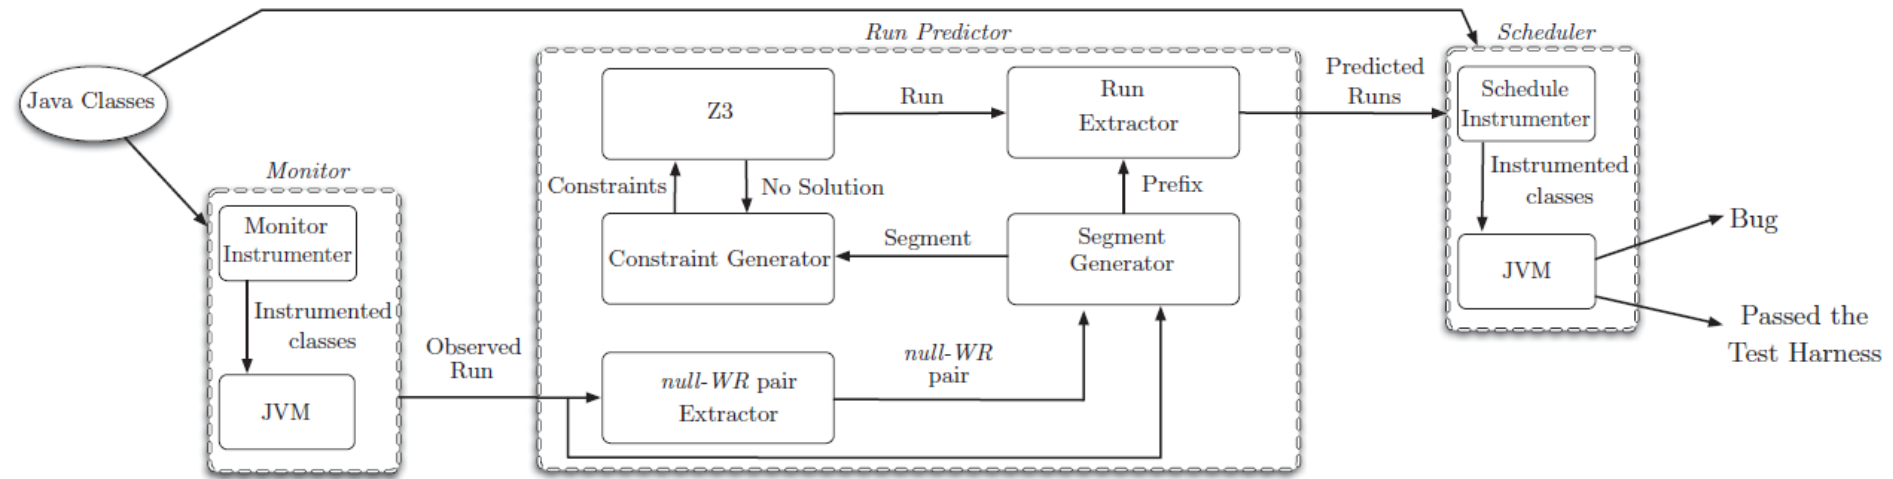 Run Predictor
Scheduler
Java Classes
Monitor
Monitor
Instrumenter
Instrumented
classes
JVM
Observed
Run
Z3
Run
Run
Extractor
Constraints
No Solution
Prefix
Constraint Generator
Segment
Segment
Generator
null-WR pair
Extractor
null-WR
pair
Predicted
Runs
Schedule
Instrumenter
Instrumented
classes
JVM
Bug
Passed the
Test Harness